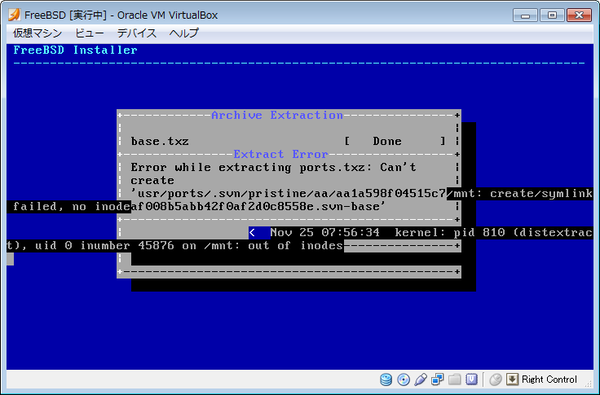 FreeBSD [実行中] - Oracle VM VirtualBox
仮想マシン ビュー デバイス ヘルプ
FreeBSD Installer
Archive Extraction
base.txz [ Done ]
Extract Error
Error while extracting ports.txz: Can't
create
'usr/ports/.svn/pristine/aa/aa1a598f04515c7/mnt: create/symlink
failed, no inodeaf008b5abb42f0af2d0c8558e.svn-base'
< Nov 25 07:56:34 kernel: pid 810 (distextrac
t), uid 0 inumber 45876 on /mnt: out of inodes
Right Control